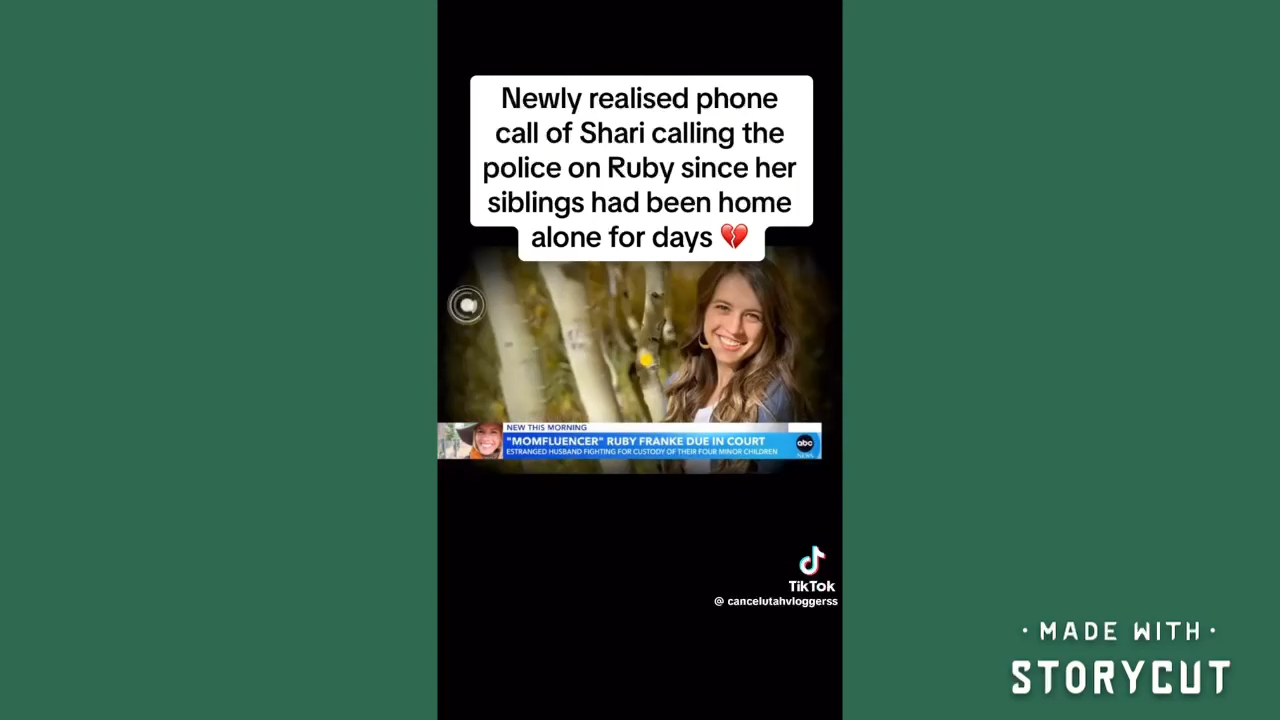 Newly realised phone
call of Shari calling the
police on Ruby since her
siblings had been home
alone for days 💔
NEW THIS MORNING
"MOMFLUENCER" RUBY FRANKE DUE IN COURT
ESTRANGED HUSBAND FIGHTING FOR CUSTODY OF THEIR FOUR MINOR CHILDREN
abc
NEWS
TikTok
@ cancelutahvloggerss
· MADE WITH ·
STORYCUT